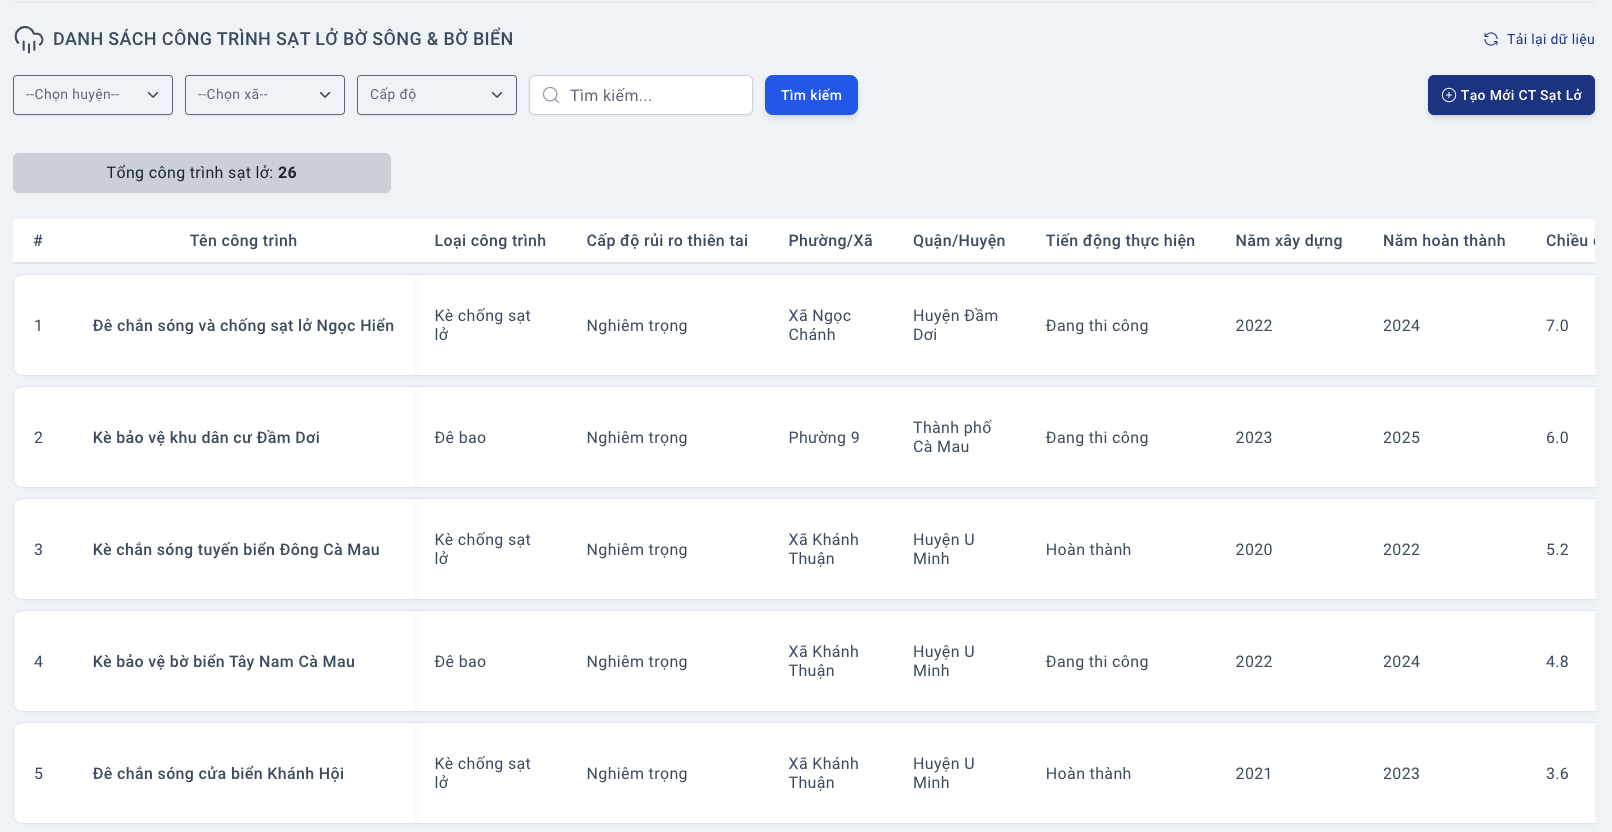 DANH SÁCH CÔNG TRÌNH SẠT LỞ BỜ SÔNG & BỜ BIỂN
Tải lại dữ liệu
--Chọn huyện--
--Chọn xã--
Cấp độ
Tìm kiếm...
Tìm kiếm
Tạo Mới CT Sạt Lở
Tổng công trình sạt lở: 26
# Tên công trình Loại công trình Cấp độ rủi ro thiên tai Phường/Xã Quận/Huyện Tiến động thực hiện Năm xây dựng Năm hoàn thành Chiều
1 Đê chắn sóng và chống sạt lở Ngọc Hiển Kè chống sạt lở Nghiêm trọng Xã Ngọc Chánh Huyện Đầm Dơi Đang thi công 2022 2024 7.0
2 Kè bảo vệ khu dân cư Đầm Dơi Đê bao Nghiêm trọng Phường 9 Thành phố Cà Mau Đang thi công 2023 2025 6.0
3 Kè chắn sóng tuyến biển Đông Cà Mau Kè chống sạt lở Nghiêm trọng Xã Khánh Thuận Huyện U Minh Hoàn thành 2020 2022 5.2
4 Kè bảo vệ bờ biển Tây Nam Cà Mau Đê bao Nghiêm trọng Xã Khánh Thuận Huyện U Minh Đang thi công 2022 2024 4.8
5 Đê chắn sóng cửa biển Khánh Hội Kè chống sạt lở Nghiêm trọng Xã Khánh Thuận Huyện U Minh Hoàn thành 2021 2023 3.6